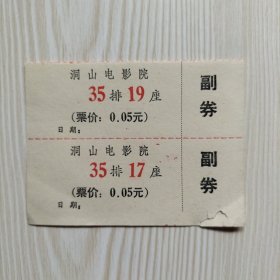 洞山电影院
35排19座
(票价：0.05元)
日期：
副券
洞山电影院
35排17座
(票价：0.05元)
日期：
副券